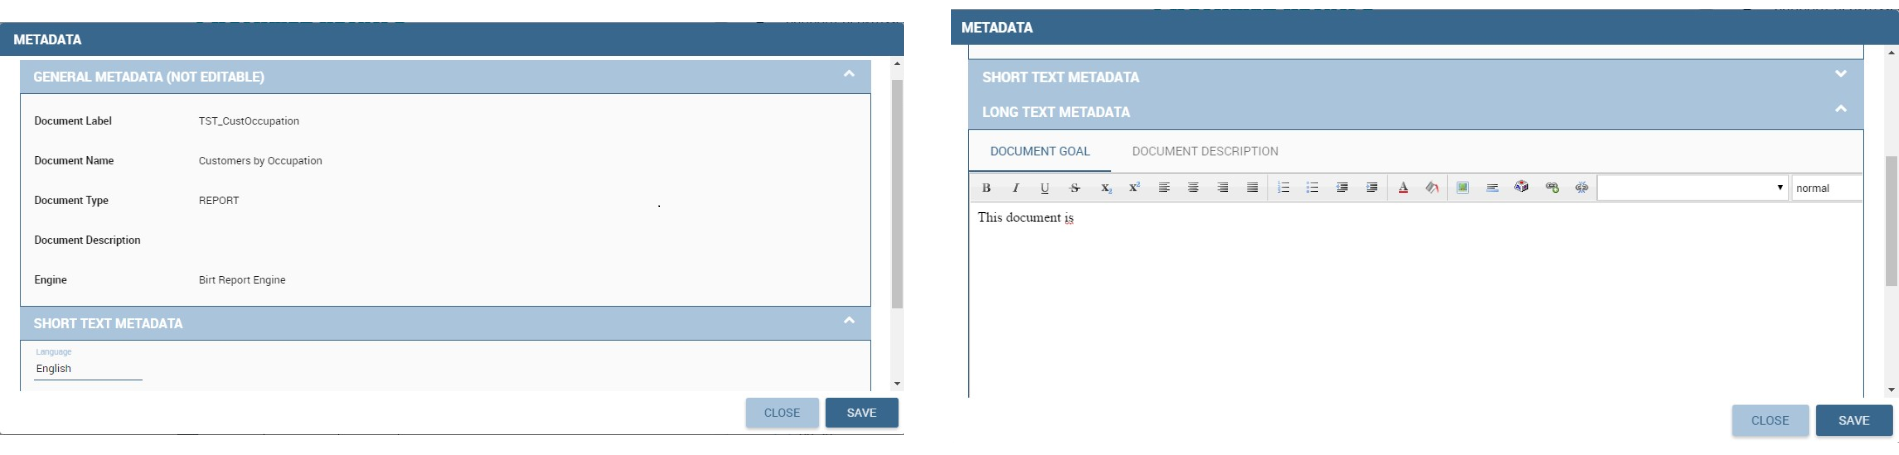 METADATA
GENERAL METADATA (NOT EDITABLE)
Document Label TST_CustOccupation
Document Name Customers by Occupation
Document Type REPORT
Document Description
Engine Birt Report Engine
SHORT TEXT METADATA
Language
English
CLOSE SAVE
METADATA
SHORT TEXT METADATA
LONG TEXT METADATA
DOCUMENT GOAL DOCUMENT DESCRIPTION
B I U S X₂ X² A normal
This document is
CLOSE SAVE